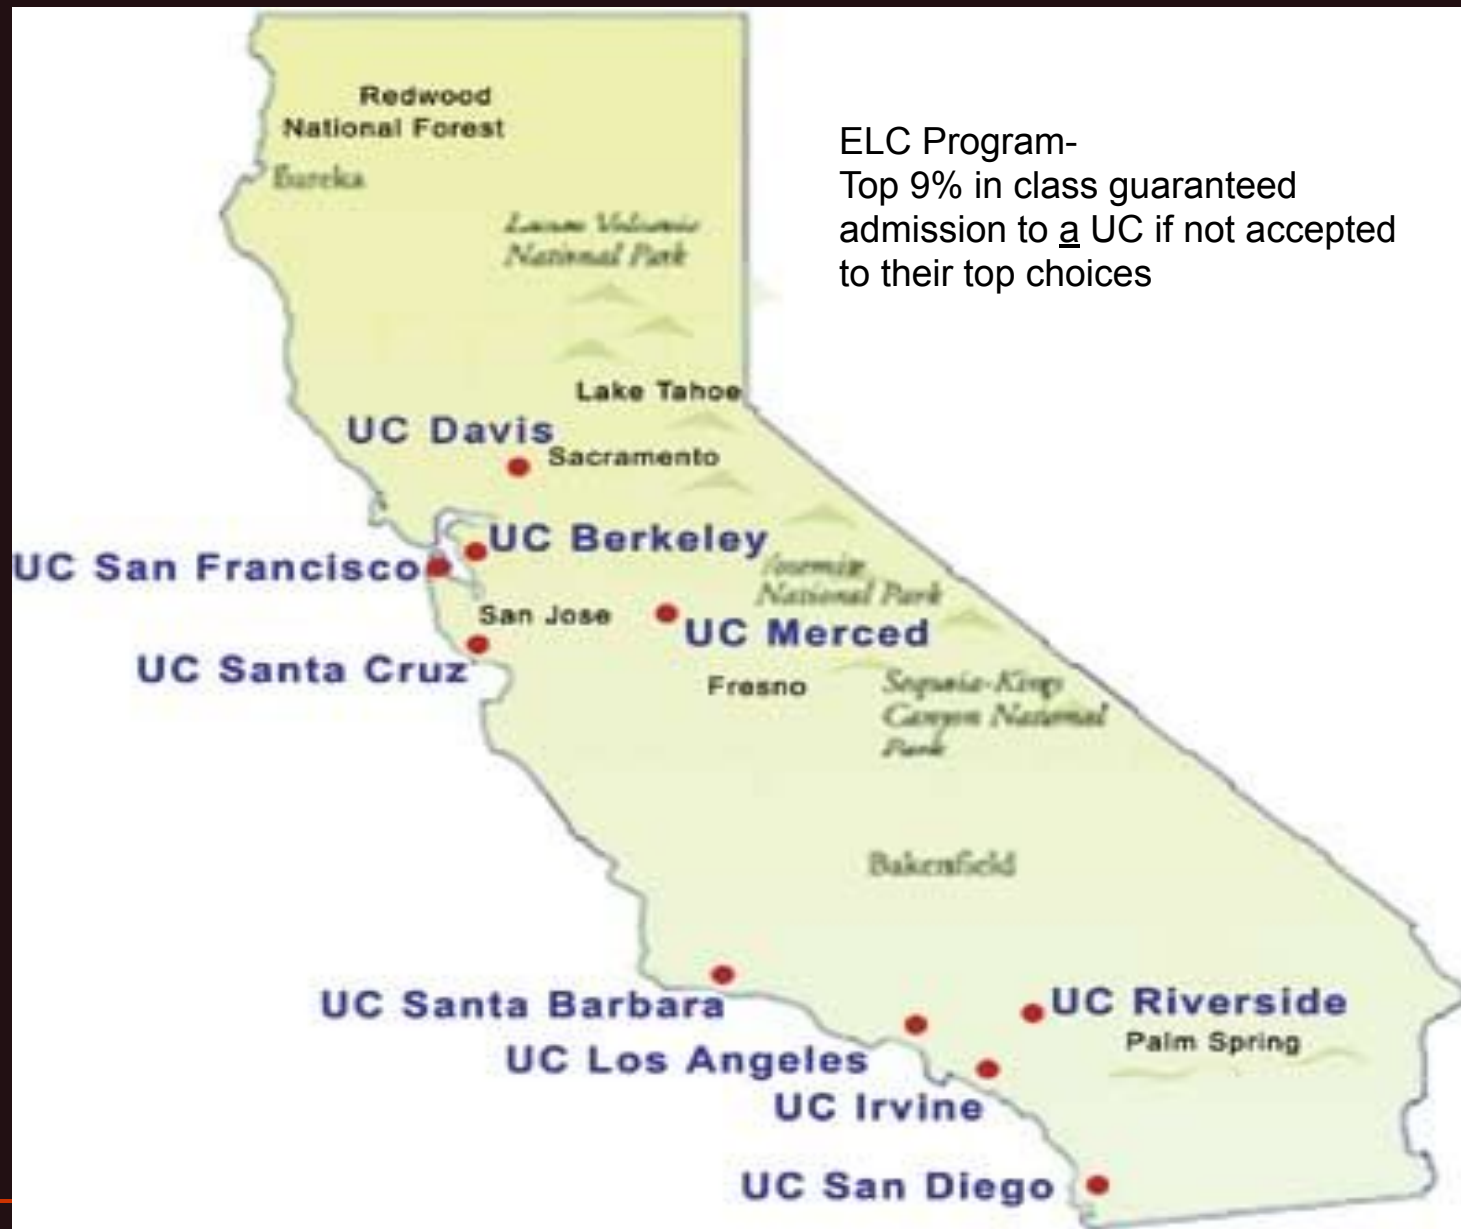 Redwood
National Forest
Eureka
ELC Program-
Top 9% in class guaranteed
admission to a UC if not accepted
to their top choices
National Park
Lake Tahoe
UC Davis
Sacramento
UC Berkeley
UC San Francisco
National Park
San Jose
UC Merced
UC Santa Cruz
Fresno
Sequoia-Kings
Canyon National
Park
Bakersfield
UC Santa Barbara
UC Riverside
Palm Spring
UC Los Angeles
UC Irvine
UC San Diego